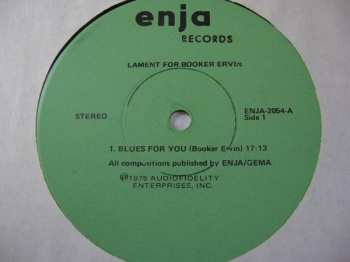 enja
RECORDS
LAMENT FOR BOOKER ERVIN
STEREO
ENJA-2054-A
Side 1
1. BLUES FOR YOU (Booker Ervin) 17:13
All compositions published by ENJA/GEMA
℗1975 AUDIOFIDELITY
ENTERPRISES, INC.